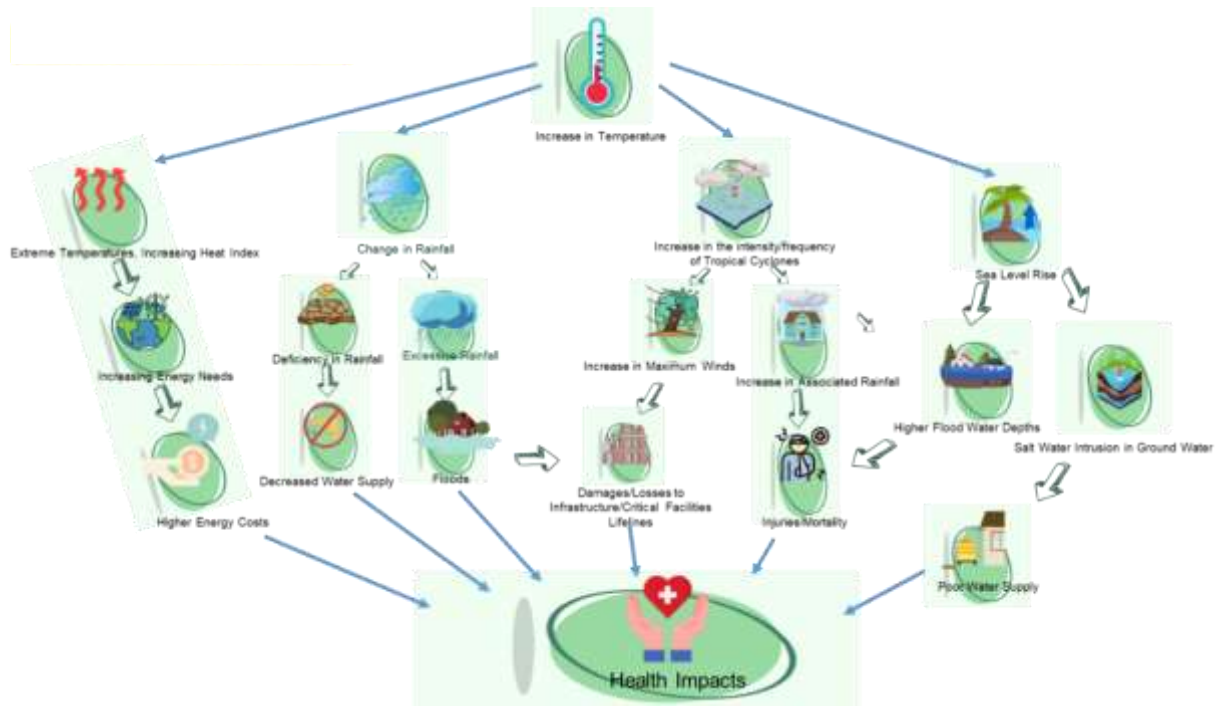 Increase in Temperature
Extreme Temperatures, Increasing Heat Index
Change in Rainfall
Increase in the intensity/frequency
of Tropical Cyclones
Sea Level Rise
Increasing Energy Needs
Deficiency in Rainfall
Excessive Rainfall
Increase in Maximum Winds
Increase in Associated Rainfall
Higher Flood Water Depths
Salt Water Intrusion in Ground Water
Higher Energy Costs
Decreased Water Supply
Floods
Damages/Losses to
Infrastructure/Critical Facilities
Lifelines
Injuries/Mortality
Poor Water Supply
Health Impacts